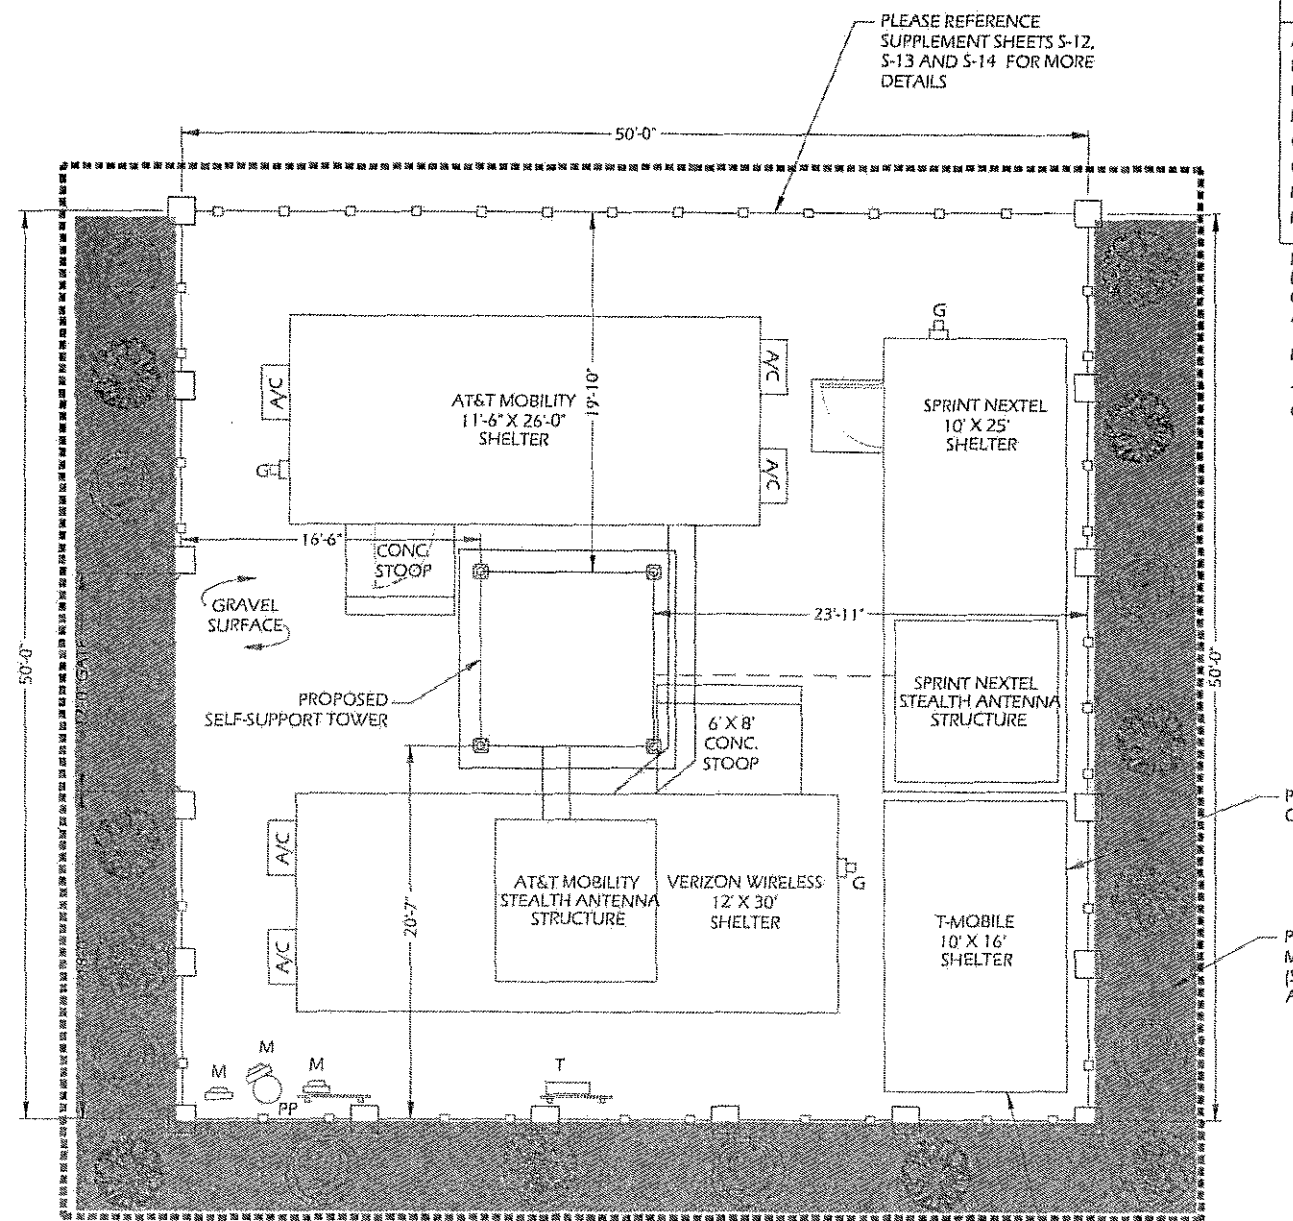 PLEASE REFERENCE
SUPPLEMENT SHEETS S-12,
S-13 AND S-14 FOR MORE
DETAILS
50'-0"
G
A/C
AT&T MOBILITY
11'-6" X 26'-0"
SHELTER
19'-10"
A/C
SPRINT NEXTEL
10' X 25'
SHELTER
G
A/C
16'-6"
CONC.
STOOP
GRAVEL
SURFACE
23'-11"
50'-0"
50'-0"
PROPOSED
SELF-SUPPORT TOWER
SPRINT NEXTEL
STEALTH ANTENNA
STRUCTURE
6' X 8'
CONC.
STOOP
GATE
A/C
AT&T MOBILITY
STEALTH ANTENNA
STRUCTURE
VERIZON WIRELESS
12' X 30'
SHELTER
G
20'-7"
A/C
T-MOBILE
10' X 16'
SHELTER
M
M
M
T
PP